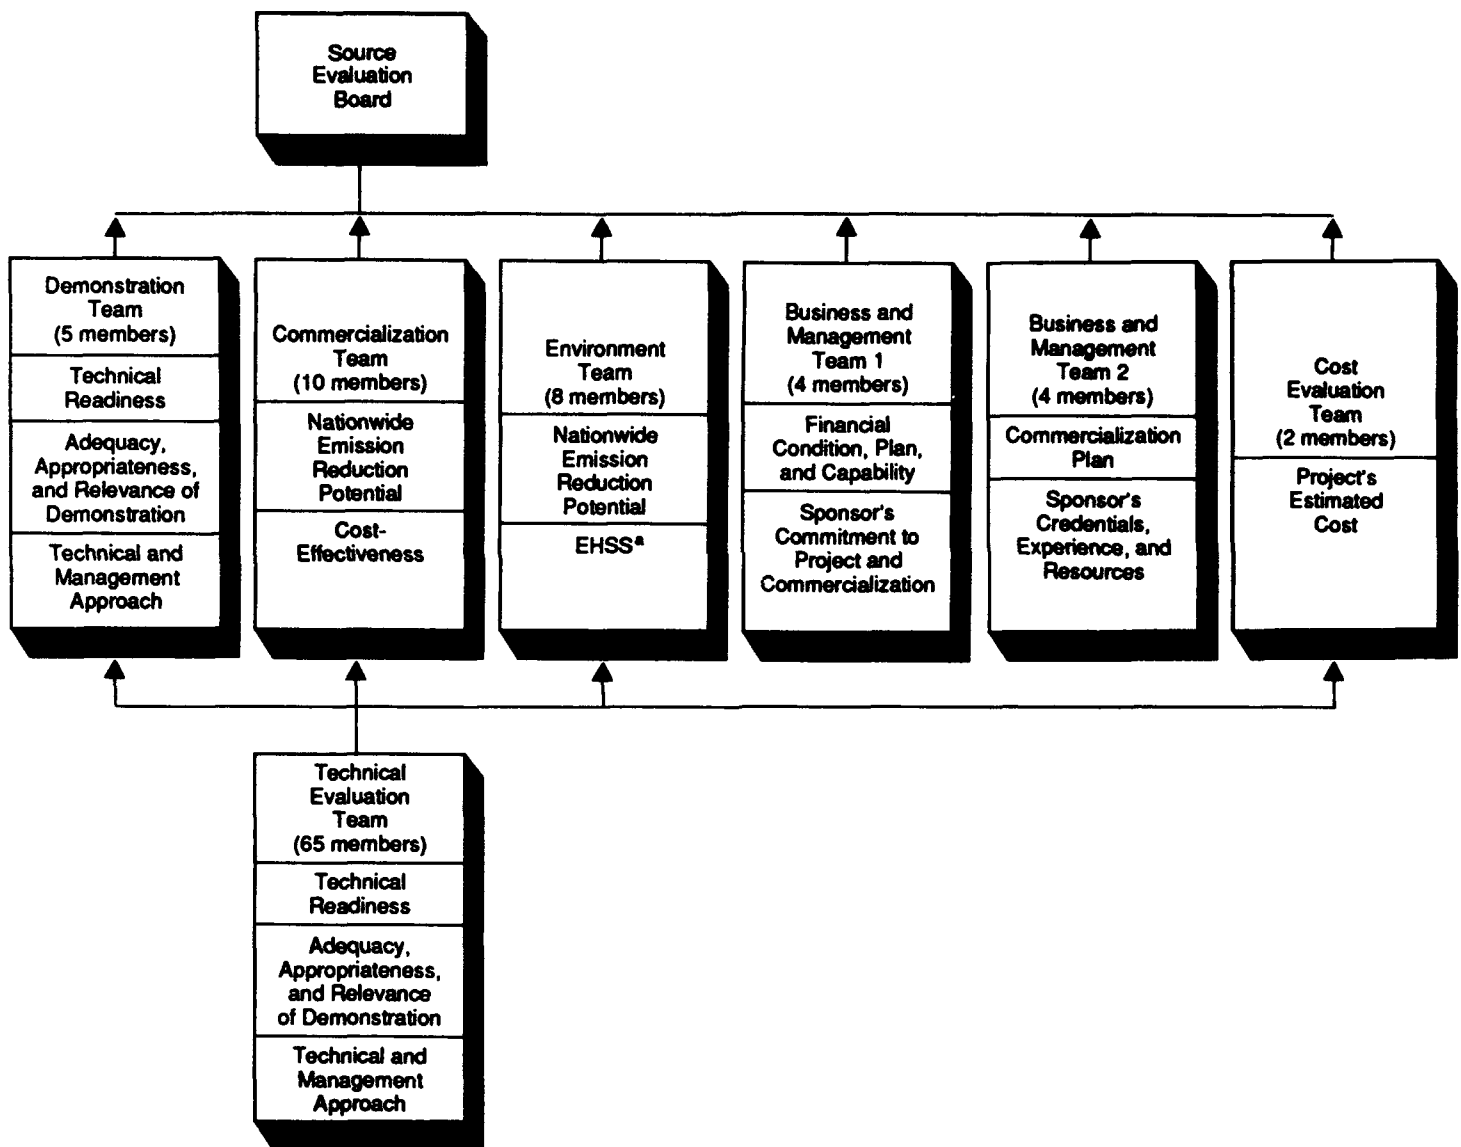 Source
Evaluation
Board
Demonstration
Team
(5 members)
Technical
Readiness
Adequacy,
Appropriateness,
and Relevance of
Demonstration
Technical and
Management
Approach
Commercialization
Team
(10 members)
Nationwide
Emission
Reduction
Potential
Cost-
Effectiveness
Environment
Team
(8 members)
Nationwide
Emission
Reduction
Potential
EHSSª
Business and
Management
Team 1
(4 members)
Financial
Condition, Plan,
and Capability
Sponsor's
Commitment to
Project and
Commercialization
Business and
Management
Team 2
(4 members)
Commercialization
Plan
Sponsor's
Credentials,
Experience, and
Resources
Cost
Evaluation
Team
(2 members)
Project's
Estimated
Cost
Technical
Evaluation
Team
(65 members)
Technical
Readiness
Adequacy,
Appropriateness,
and Relevance
of Demonstration
Technical and
Management
Approach